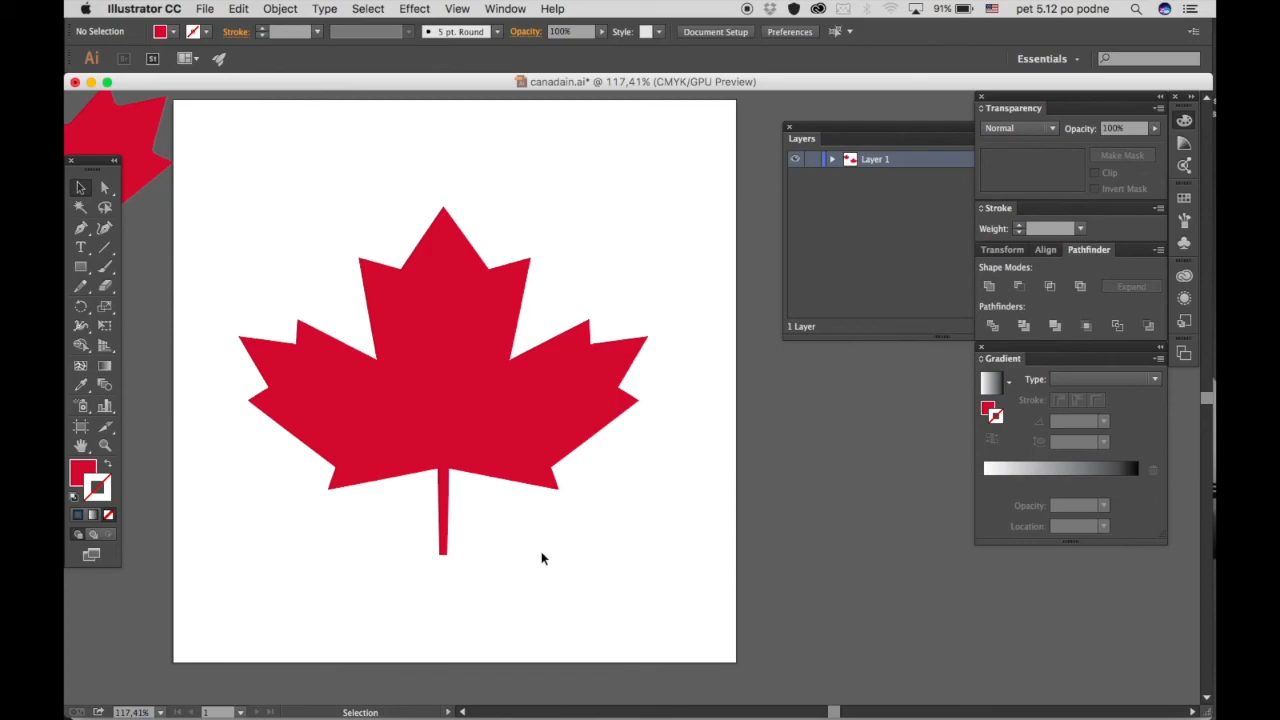 Illustrator CC File Edit Object Type Select Effect View Window Help 91% pet 5.12 po podne
No Selection Stroke: 5 pt. Round Opacity: 100% Style: Document Setup Preferences
Ai Br St Essentials
canadain.ai* @ 117,41% (CMYK/GPU Preview)
Transparency
Normal Opacity: 100%
Make Mask
Clip
Invert Mask
Layers
Layer 1
1 Layer
Stroke
Weight:
Transform Align Pathfinder
Shape Modes:
Expand
Pathfinders:
Gradient
Type:
Stroke:
Opacity:
Location:
T
117,41% 1 Selection